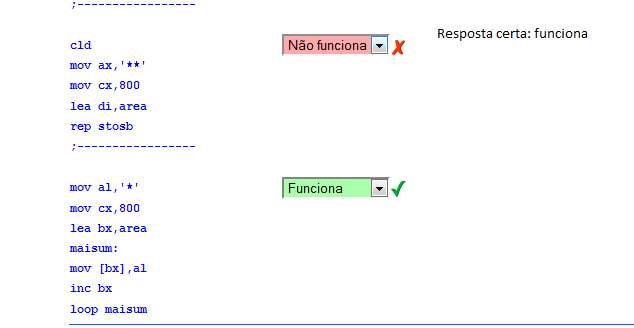 ;-----------------
Não funciona
Resposta certa: funciona
cld
mov ax,'**'
mov cx,800
lea di,area
rep stosb
;-----------------
mov al,'*'
Funciona
mov cx,800
lea bx,area
maisum:
mov [bx],al
inc bx
loop maisum